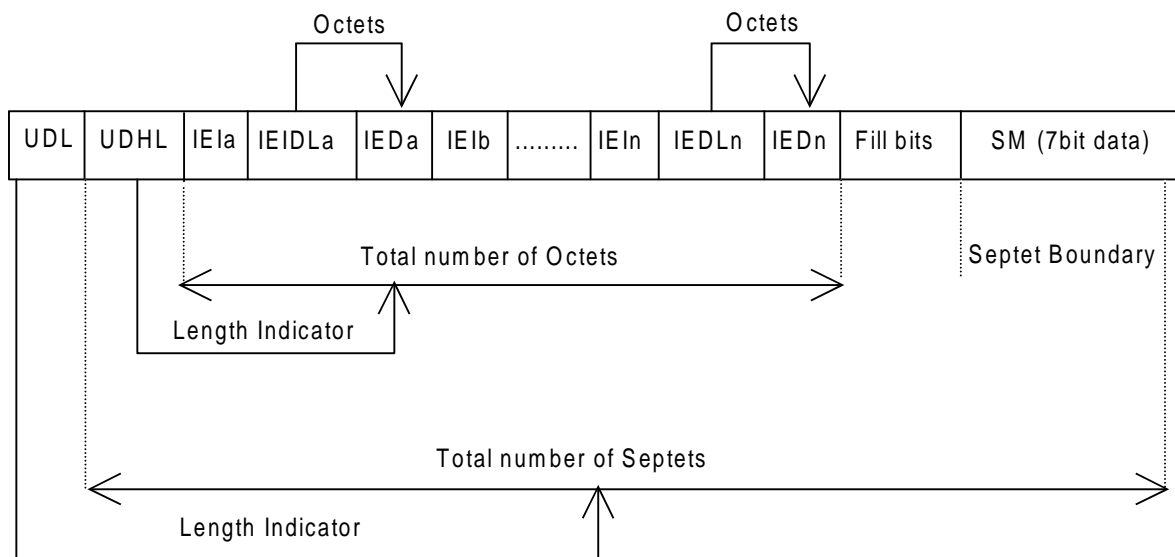 Octets Octets
UDL UDHL IEIa IEIDLa IEDa IEIb ......... IEIn IEDLn IEDn Fill bits SM (7bit data)
Total number of Octets
Septet Boundary
Length Indicator
Total number of Septets
Length Indicator